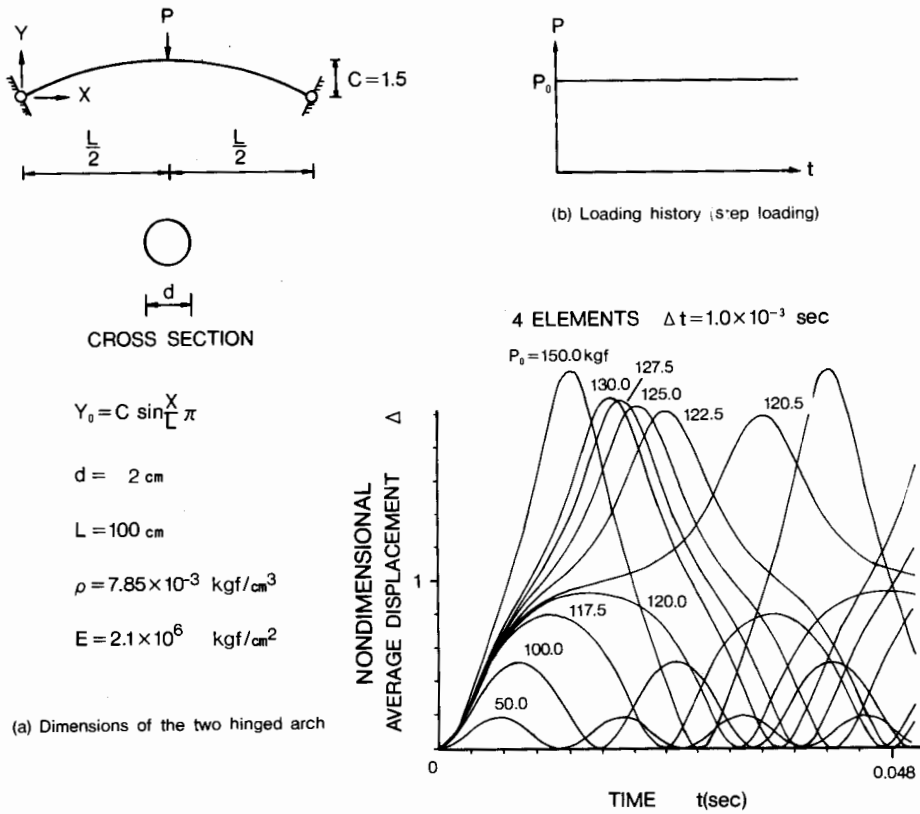 Y
P
X
C=1.5
L/2
L/2
d
CROSS SECTION
Y₀ = C sin X/L π
d = 2 cm
L = 100 cm
ρ = 7.85×10⁻³ kgf/cm³
E = 2.1×10⁶ kgf/cm²
(a) Dimensions of the two hinged arch
P
P₀
t
(b) Loading history (step loading)
4 ELEMENTS Δt=1.0×10⁻³ sec
P₀=150.0 kgf
130.0
127.5
125.0
122.5
120.5
120.0
117.5
100.0
50.0
NONDIMENSIONAL
AVERAGE DISPLACEMENT Δ
1
0
0.048
TIME t(sec)